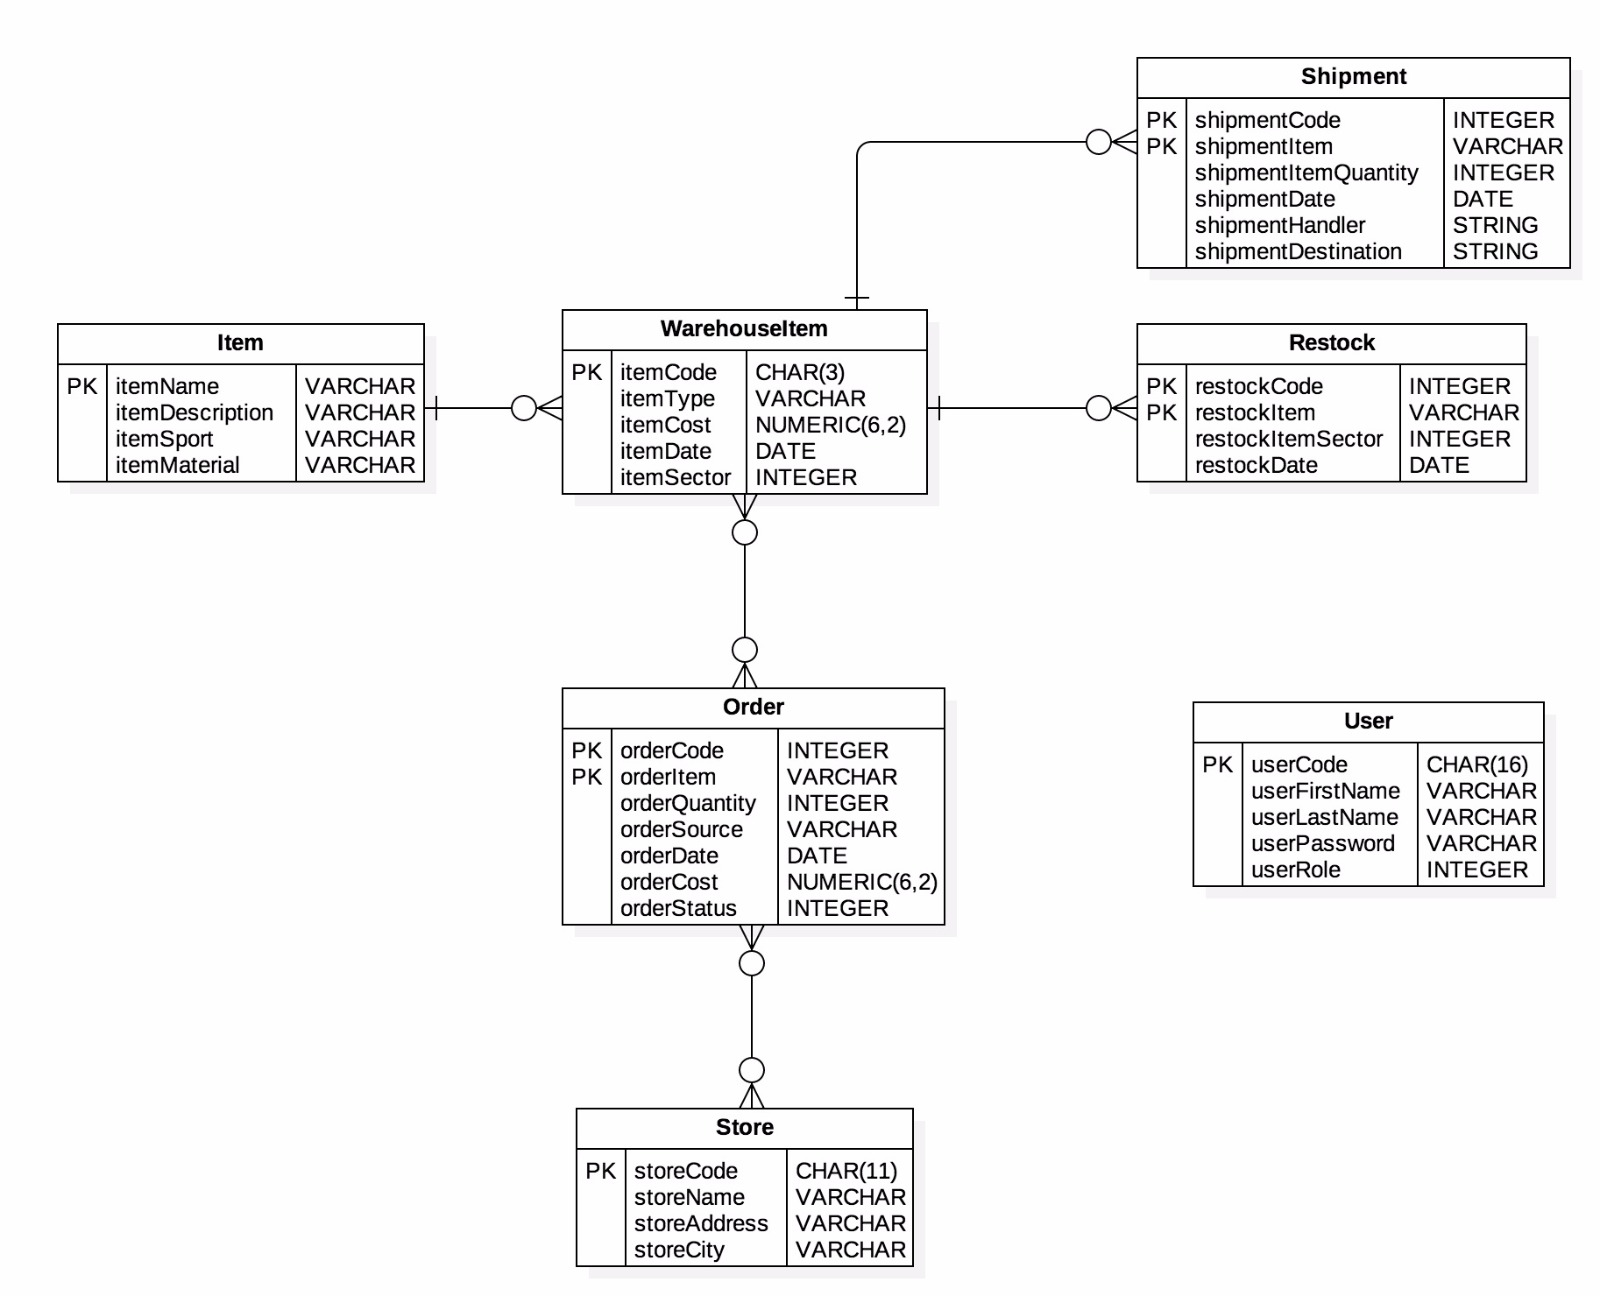 Shipment
PK shipmentCode INTEGER
PK shipmentItem VARCHAR
shipmentItemQuantity INTEGER
shipmentDate DATE
shipmentHandler STRING
shipmentDestination STRING
Item
PK itemName VARCHAR
itemDescription VARCHAR
itemSport VARCHAR
itemMaterial VARCHAR
WarehouseItem
PK itemCode CHAR(3)
itemType VARCHAR
itemCost NUMERIC(6,2)
itemDate DATE
itemSector INTEGER
Restock
PK restockCode INTEGER
PK restockItem VARCHAR
restockItemSector INTEGER
restockDate DATE
Order
PK orderCode INTEGER
PK orderItem VARCHAR
orderQuantity INTEGER
orderSource VARCHAR
orderDate DATE
orderCost NUMERIC(6,2)
orderStatus INTEGER
User
PK userCode CHAR(16)
userFirstName VARCHAR
userLastName VARCHAR
userPassword VARCHAR
userRole INTEGER
Store
PK storeCode CHAR(11)
storeName VARCHAR
storeAddress VARCHAR
storeCity VARCHAR